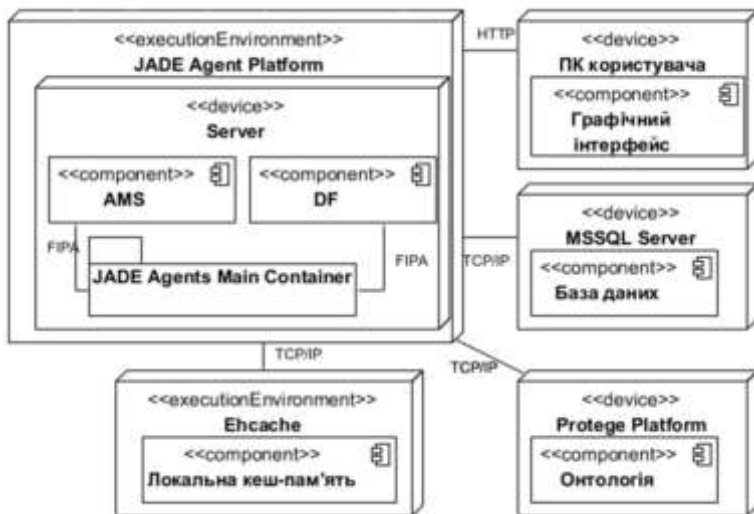 <<executionEnvironment>>
JADE Agent Platform
<<device>>
Server
<<component>>
AMS
<<component>>
DF
FIPA
FIPA
JADE Agents Main Container
HTTP
<<device>>
ПК користувача
<<component>>
Графічний
інтерфейс
TCP/IP
<<device>>
MSSQL Server
<<component>>
База даних
TCP/IP
<<executionEnvironment>>
Ehcache
<<component>>
Локальна кеш-пам'ять
TCP/IP
<<device>>
Protege Platform
<<component>>
Онтологія